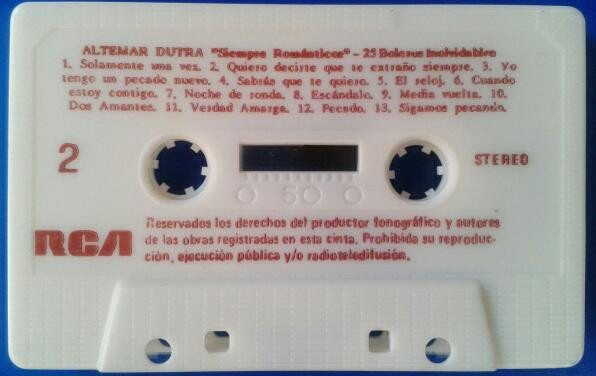 ALTEMAR DUTRA "Siempre Románticos" - 25 Boleros Inolvidables
1. Solamente una vez. 2. Quiero decirte que te extraño siempre. 3. Yo
tengo un pecado nuevo. 4. Sabrás que te quiero. 5. El reloj. 6. Cuando
estoy contigo. 7. Noche de ronda. 8. Escándalo. 9. Media vuelta. 10.
Dos Amantes. 11. Verdad Amarga. 12. Pecado. 13. Sigamos pecando.
2
STEREO
50
RCA
Reservados los derechos del productor fonográfico y autores
de las obras registradas en esta cinta. Prohibida su reproduc-
ción, ejecución pública y/o radioteledifusión.